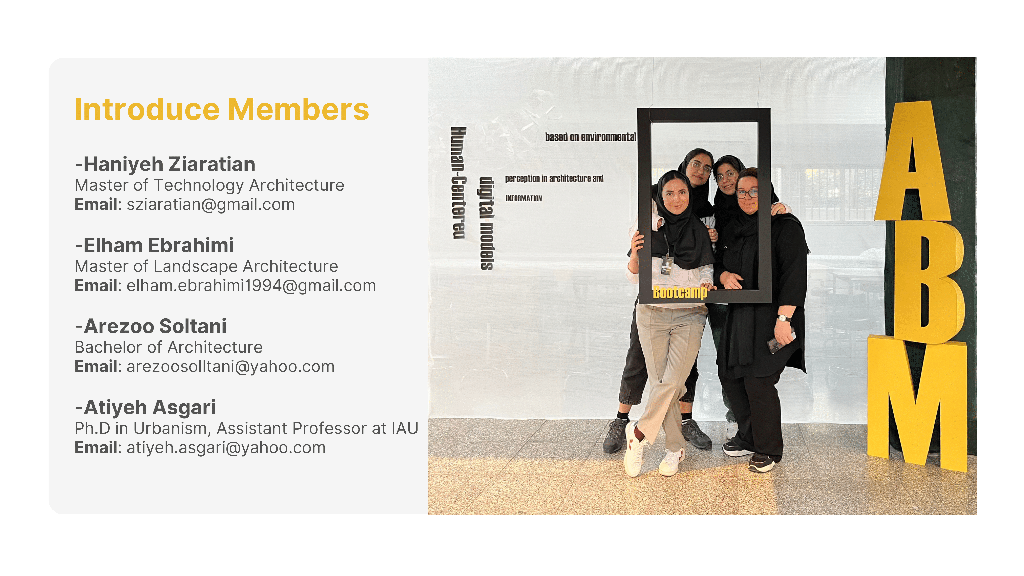 Introduce Members
-Haniyeh Ziaratian
Master of Technology Architecture
Email: sziaratian@gmail.com
-Elham Ebrahimi
Master of Landscape Architecture
Email: elham.ebrahimi1994@gmail.com
-Arezoo Soltani
Bachelor of Architecture
Email: arezoosolltani@yahoo.com
-Atiyeh Asgari
Ph.D in Urbanism, Assistant Professor at IAU
Email: atiyeh.asgari@yahoo.com
Human-Centered
digital models
based on environmental
perception in architecture and
INFORMATION
Bootcamp
A
B
M